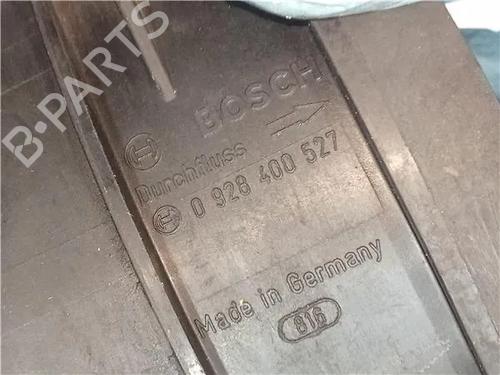 B-PARTS
BOSCH
Durchfluss
0 928 400 527
Made in Germany
816